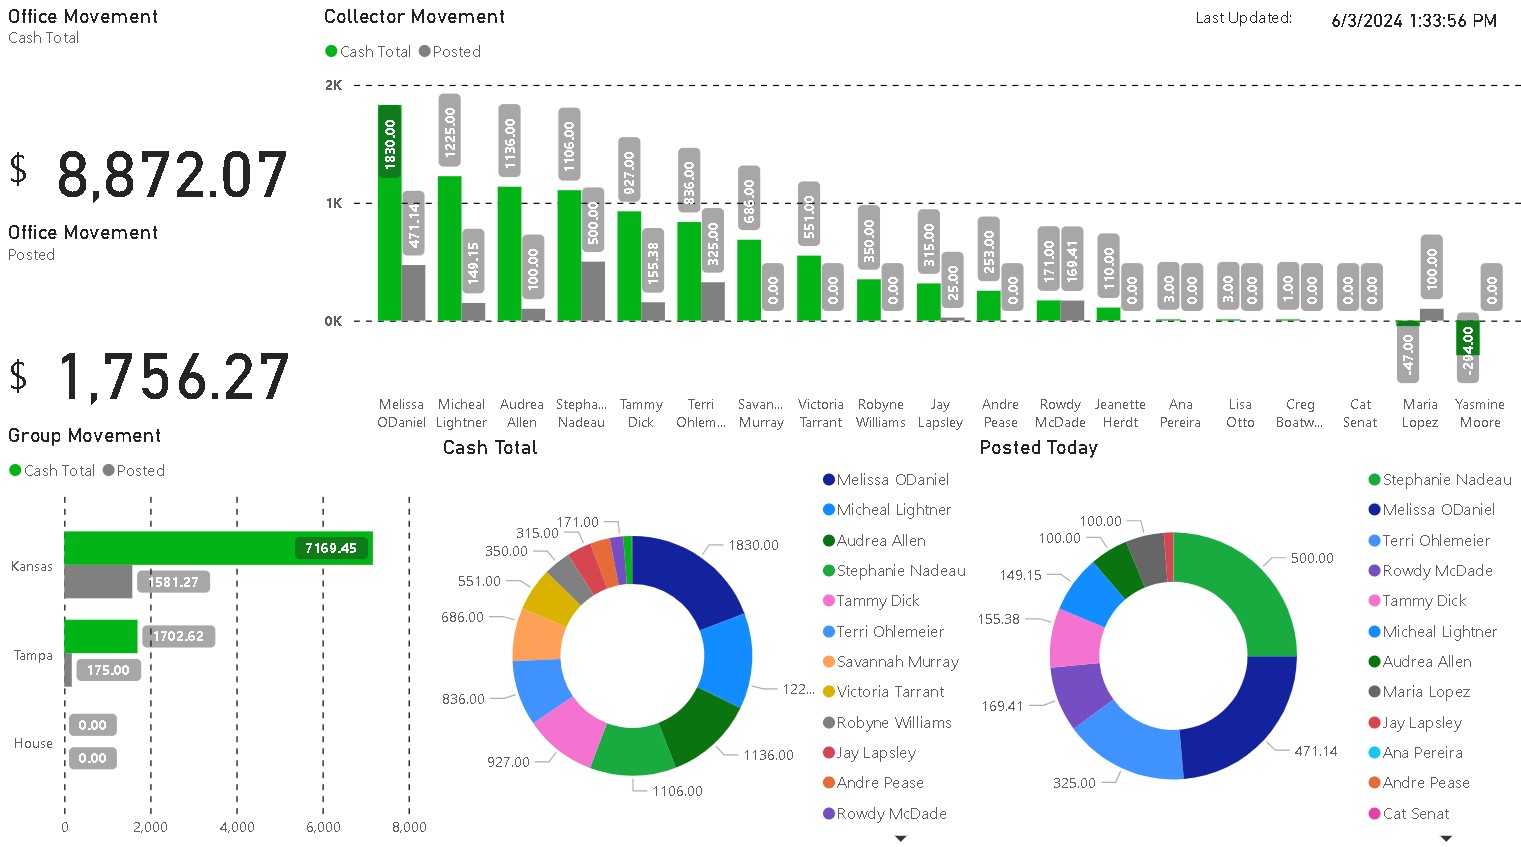 Office Movement
Cash Total
$ 8,872.07
Office Movement
Posted
$ 1,756.27
Collector Movement
Last Updated: 6/3/2024 1:33:56 PM
Cash Total Posted
2K
1K
0K
1830.00 471.14 1225.00 149.15 1136.00 100.00 1106.00 500.00 927.00 155.38 836.00 325.00 686.00 0.00 551.00 0.00 350.00 0.00 315.00 25.00 253.00 0.00 171.00 169.41 110.00 0.00 3.00 0.00 3.00 0.00 1.00 0.00 0.00 0.00 -47.00 100.00 -294.00 0.00
Melissa ODaniel
Micheal Lightner
Audrea Allen
Stepha... Nadeau
Tammy Dick
Terri Ohlem...
Savan... Murray
Victoria Tarrant
Robyne Williams
Jay Lapsley
Andre Pease
Rowdy McDade
Jeanette Herdt
Ana Pereira
Lisa Otto
Creg Boatw...
Cat Senat
Maria Lopez
Yasmine Moore
Group Movement
Cash Total Posted
Kansas
7169.45
1581.27
Tampa
1702.62
175.00
House
0.00
0.00
0 2,000 4,000 6,000 8,000
Cash Total
1830.00
122...
1136.00
1106.00
927.00
836.00
686.00
551.00
350.00
315.00
171.00
Melissa ODaniel
Micheal Lightner
Audrea Allen
Stephanie Nadeau
Tammy Dick
Terri Ohlemeier
Savannah Murray
Victoria Tarrant
Robyne Williams
Jay Lapsley
Andre Pease
Rowdy McDade
Posted Today
500.00
471.14
325.00
169.41
155.38
149.15
100.00
100.00
Stephanie Nadeau
Melissa ODaniel
Terri Ohlemeier
Rowdy McDade
Tammy Dick
Micheal Lightner
Audrea Allen
Maria Lopez
Jay Lapsley
Ana Pereira
Andre Pease
Cat Senat